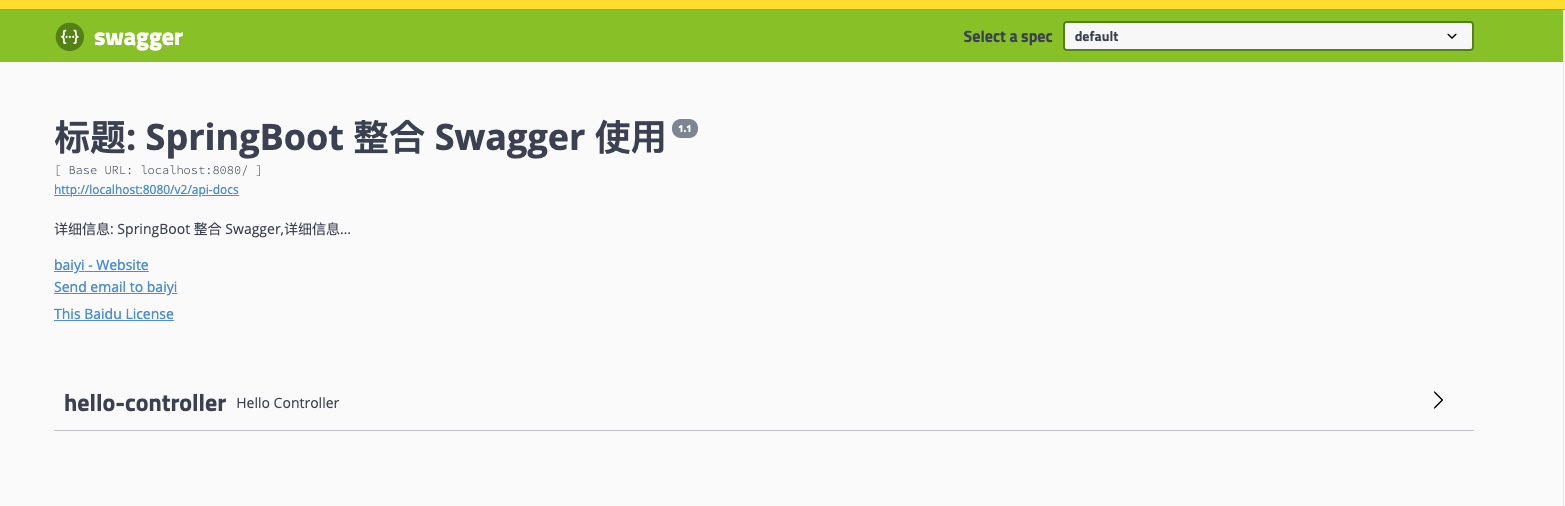 {···} swagger
Select a spec default
标题: SpringBoot 整合 Swagger 使用 1.1
[ Base URL: localhost:8080/ ]
http://localhost:8080/v2/api-docs
详细信息: SpringBoot 整合 Swagger,详细信息...
baiyi - Website
Send email to baiyi
This Baidu License
hello-controller Hello Controller